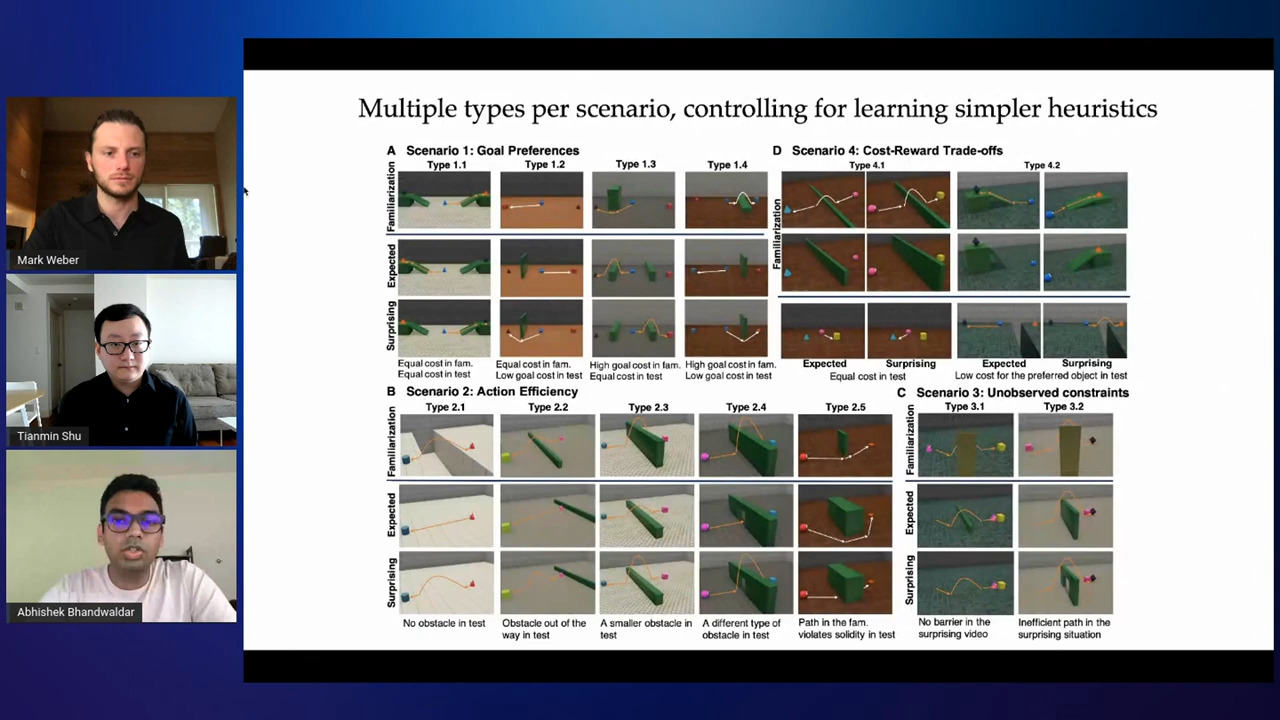 Multiple types per scenario, controlling for learning simpler heuristics
A Scenario 1: Goal Preferences
Type 1.1 Type 1.2 Type 1.3 Type 1.4
Familiarization
Expected
Surprising
Equal cost in fam.
Equal cost in test
Equal cost in fam.
Low goal cost in test
High goal cost in fam.
Equal cost in test
High goal cost in fam.
Low goal cost in test
D Scenario 4: Cost-Reward Trade-offs
Type 4.1 Type 4.2
Familiarization
Expected Surprising Expected Surprising
Equal cost in test
Low cost for the preferred object in test
B Scenario 2: Action Efficiency
Type 2.1 Type 2.2 Type 2.3 Type 2.4 Type 2.5
Familiarization
Expected
Surprising
No obstacle in test
Obstacle out of the
way in test
A smaller obstacle in
test
A different type of
obstacle in test
Path in the fam.
violates solidity in test
C Scenario 3: Unobserved constraints
Type 3.1 Type 3.2
Familiarization
Expected
Surprising
No barrier in the
surprising video
Inefficient path in the
surprising situation
Mark Weber
Tianmin Shu
Abhishek Bhandwaldar